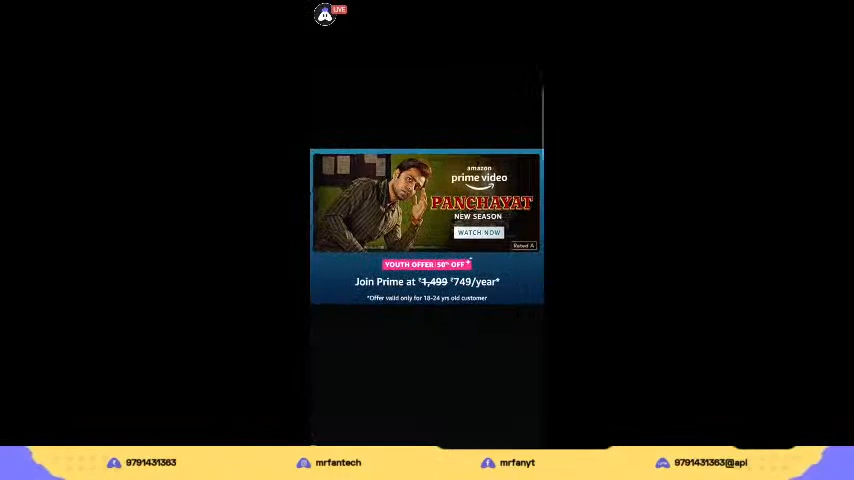 LIVE
amazon
prime video
PANCHAYAT
NEW SEASON
WATCH NOW
Rated A
YOUTH OFFER 50% OFF
Join Prime at ₹1,499 ₹749/year*
*Offer valid only for 18-24 yrs old customer
9791431363
mrfantech
mrfanyt
9791431363@apl